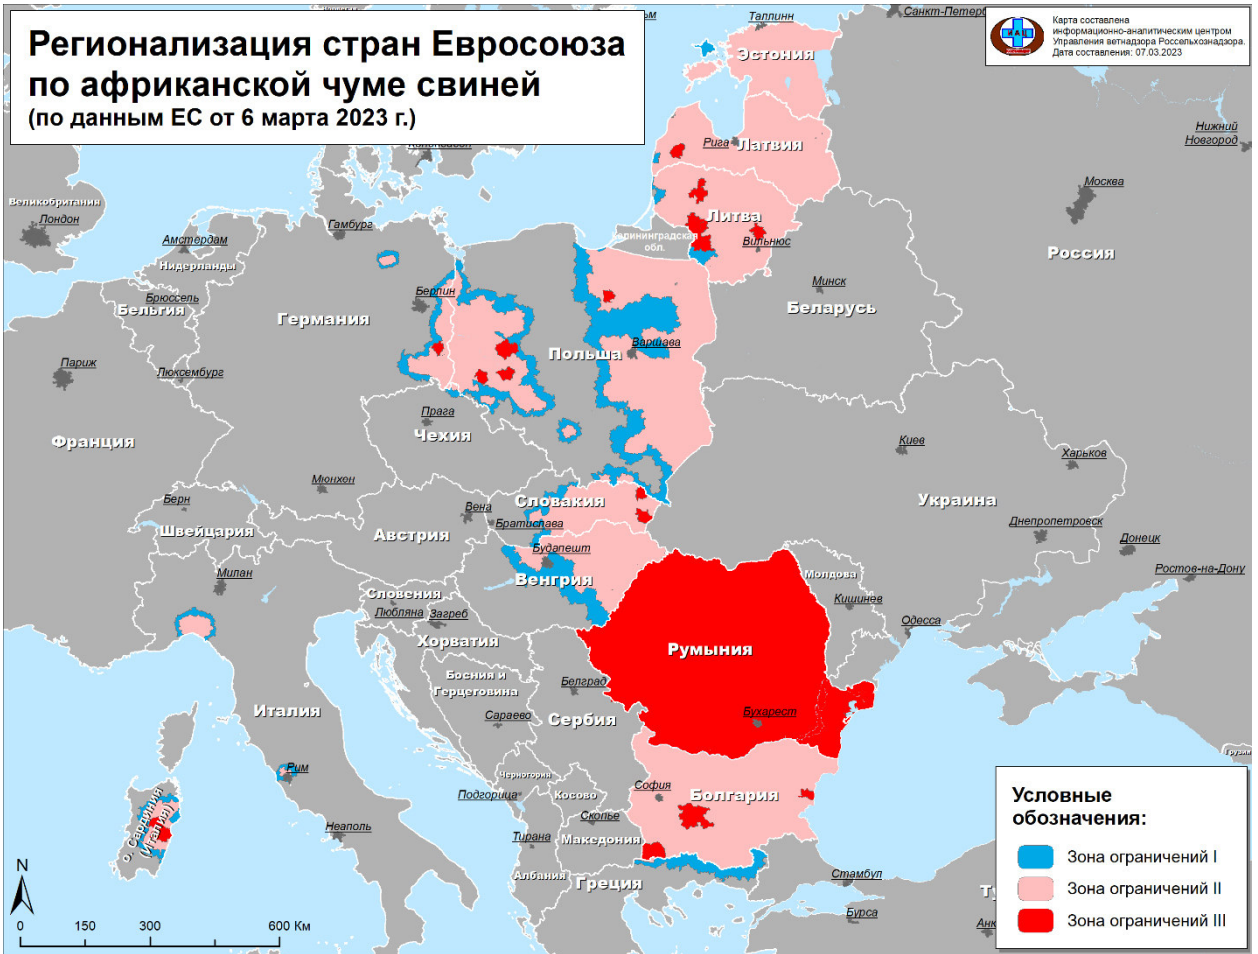 Регионализация стран Евросоюза
по африканской чуме свиней
(по данным ЕС от 6 марта 2023 г.)
Карта составлена
информационно-аналитическим центром
Управления ветнадзора Россельхознадзора.
Дата составления: 07.03.2023
Таллинн
Эстония
Рига
Латвия
Нижний
Новгород
Москва
Великобритания
Лондон
Гамбург
Амстердам
Нидерланды
Литва
Калининградская
обл.
Вильнюс
Россия
Минск
Беларусь
Брюссель
Бельгия
Берлин
Германия
Варшава
Польша
Париж
Люксембург
Прага
Чехия
Франция
Киев
Харьков
Мюнхен
Берн
Швейцария
Вена
Братислава
Словакия
Австрия
Украина
Днепропетровск
Донецк
Ростов-на-Дону
Будапешт
Венгрия
Милан
Молдова
Кишинев
Одесса
Словения
Любляна
Загреб
Хорватия
Румыния
Босния и
Герцеговина
Белград
Сараево
Сербия
Бухарест
Италия
Грузия
Рим
Черногория
Подгорица
Косово
Скопье
София
Болгария
о. Сардиния
(Италия)
Неаполь
Тирана
Македония
Албания
Греция
Стамбул
Бурса
Условные
обозначения:
Зона ограничений I
Зона ограничений II
Зона ограничений III
N
0 150 300 600 Км